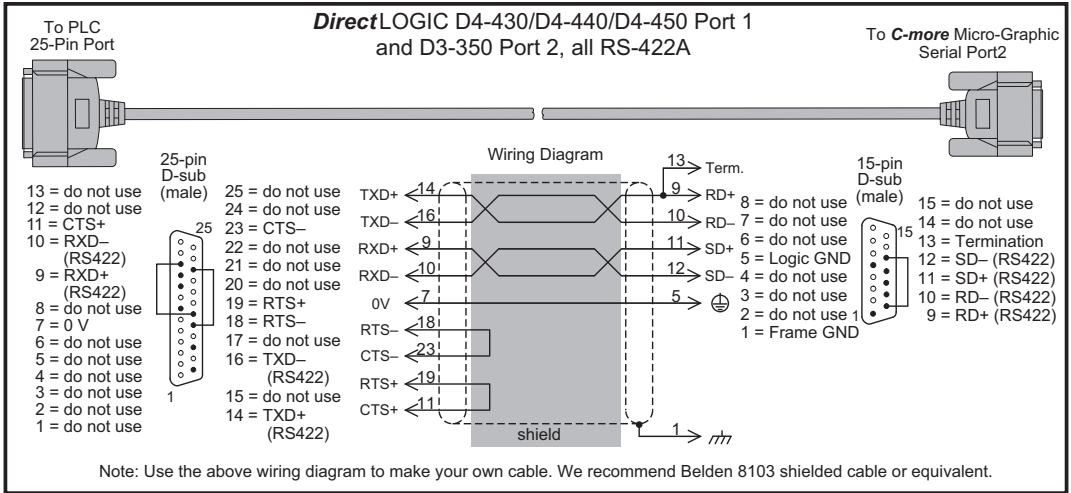 DirectLOGIC D4-430/D4-440/D4-450 Port 1
and D3-350 Port 2, all RS-422A
To PLC
25-Pin Port
To C-more Micro-Graphic
Serial Port2
25-pin
D-sub
(male)
13 = do not use
12 = do not use
11 = CTS+
10 = RXD–
(RS422)
9 = RXD+
(RS422)
8 = do not use
7 = 0 V
6 = do not use
5 = do not use
4 = do not use
3 = do not use
2 = do not use
1 = do not use
25
1
25 = do not use
24 = do not use
23 = CTS–
22 = do not use
21 = do not use
20 = do not use
19 = RTS+
18 = RTS–
17 = do not use
16 = TXD–
(RS422)
15 = do not use
14 = TXD+
(RS422)
Wiring Diagram
13 Term.
TXD+ 14 9 RD+
TXD– 16 10 RD–
RXD+ 9 11 SD+
RXD– 10 12 SD–
0V 7 5
RTS– 18
CTS– 23
RTS+ 19
CTS+ 11
shield
1
15-pin
D-sub
(male)
8 = do not use
7 = do not use
6 = do not use
5 = Logic GND
4 = do not use
3 = do not use
2 = do not use
1 = Frame GND
15
1
15 = do not use
14 = do not use
13 = Termination
12 = SD– (RS422)
11 = SD+ (RS422)
10 = RD– (RS422)
9 = RD+ (RS422)
Note: Use the above wiring diagram to make your own cable. We recommend Belden 8103 shielded cable or equivalent.